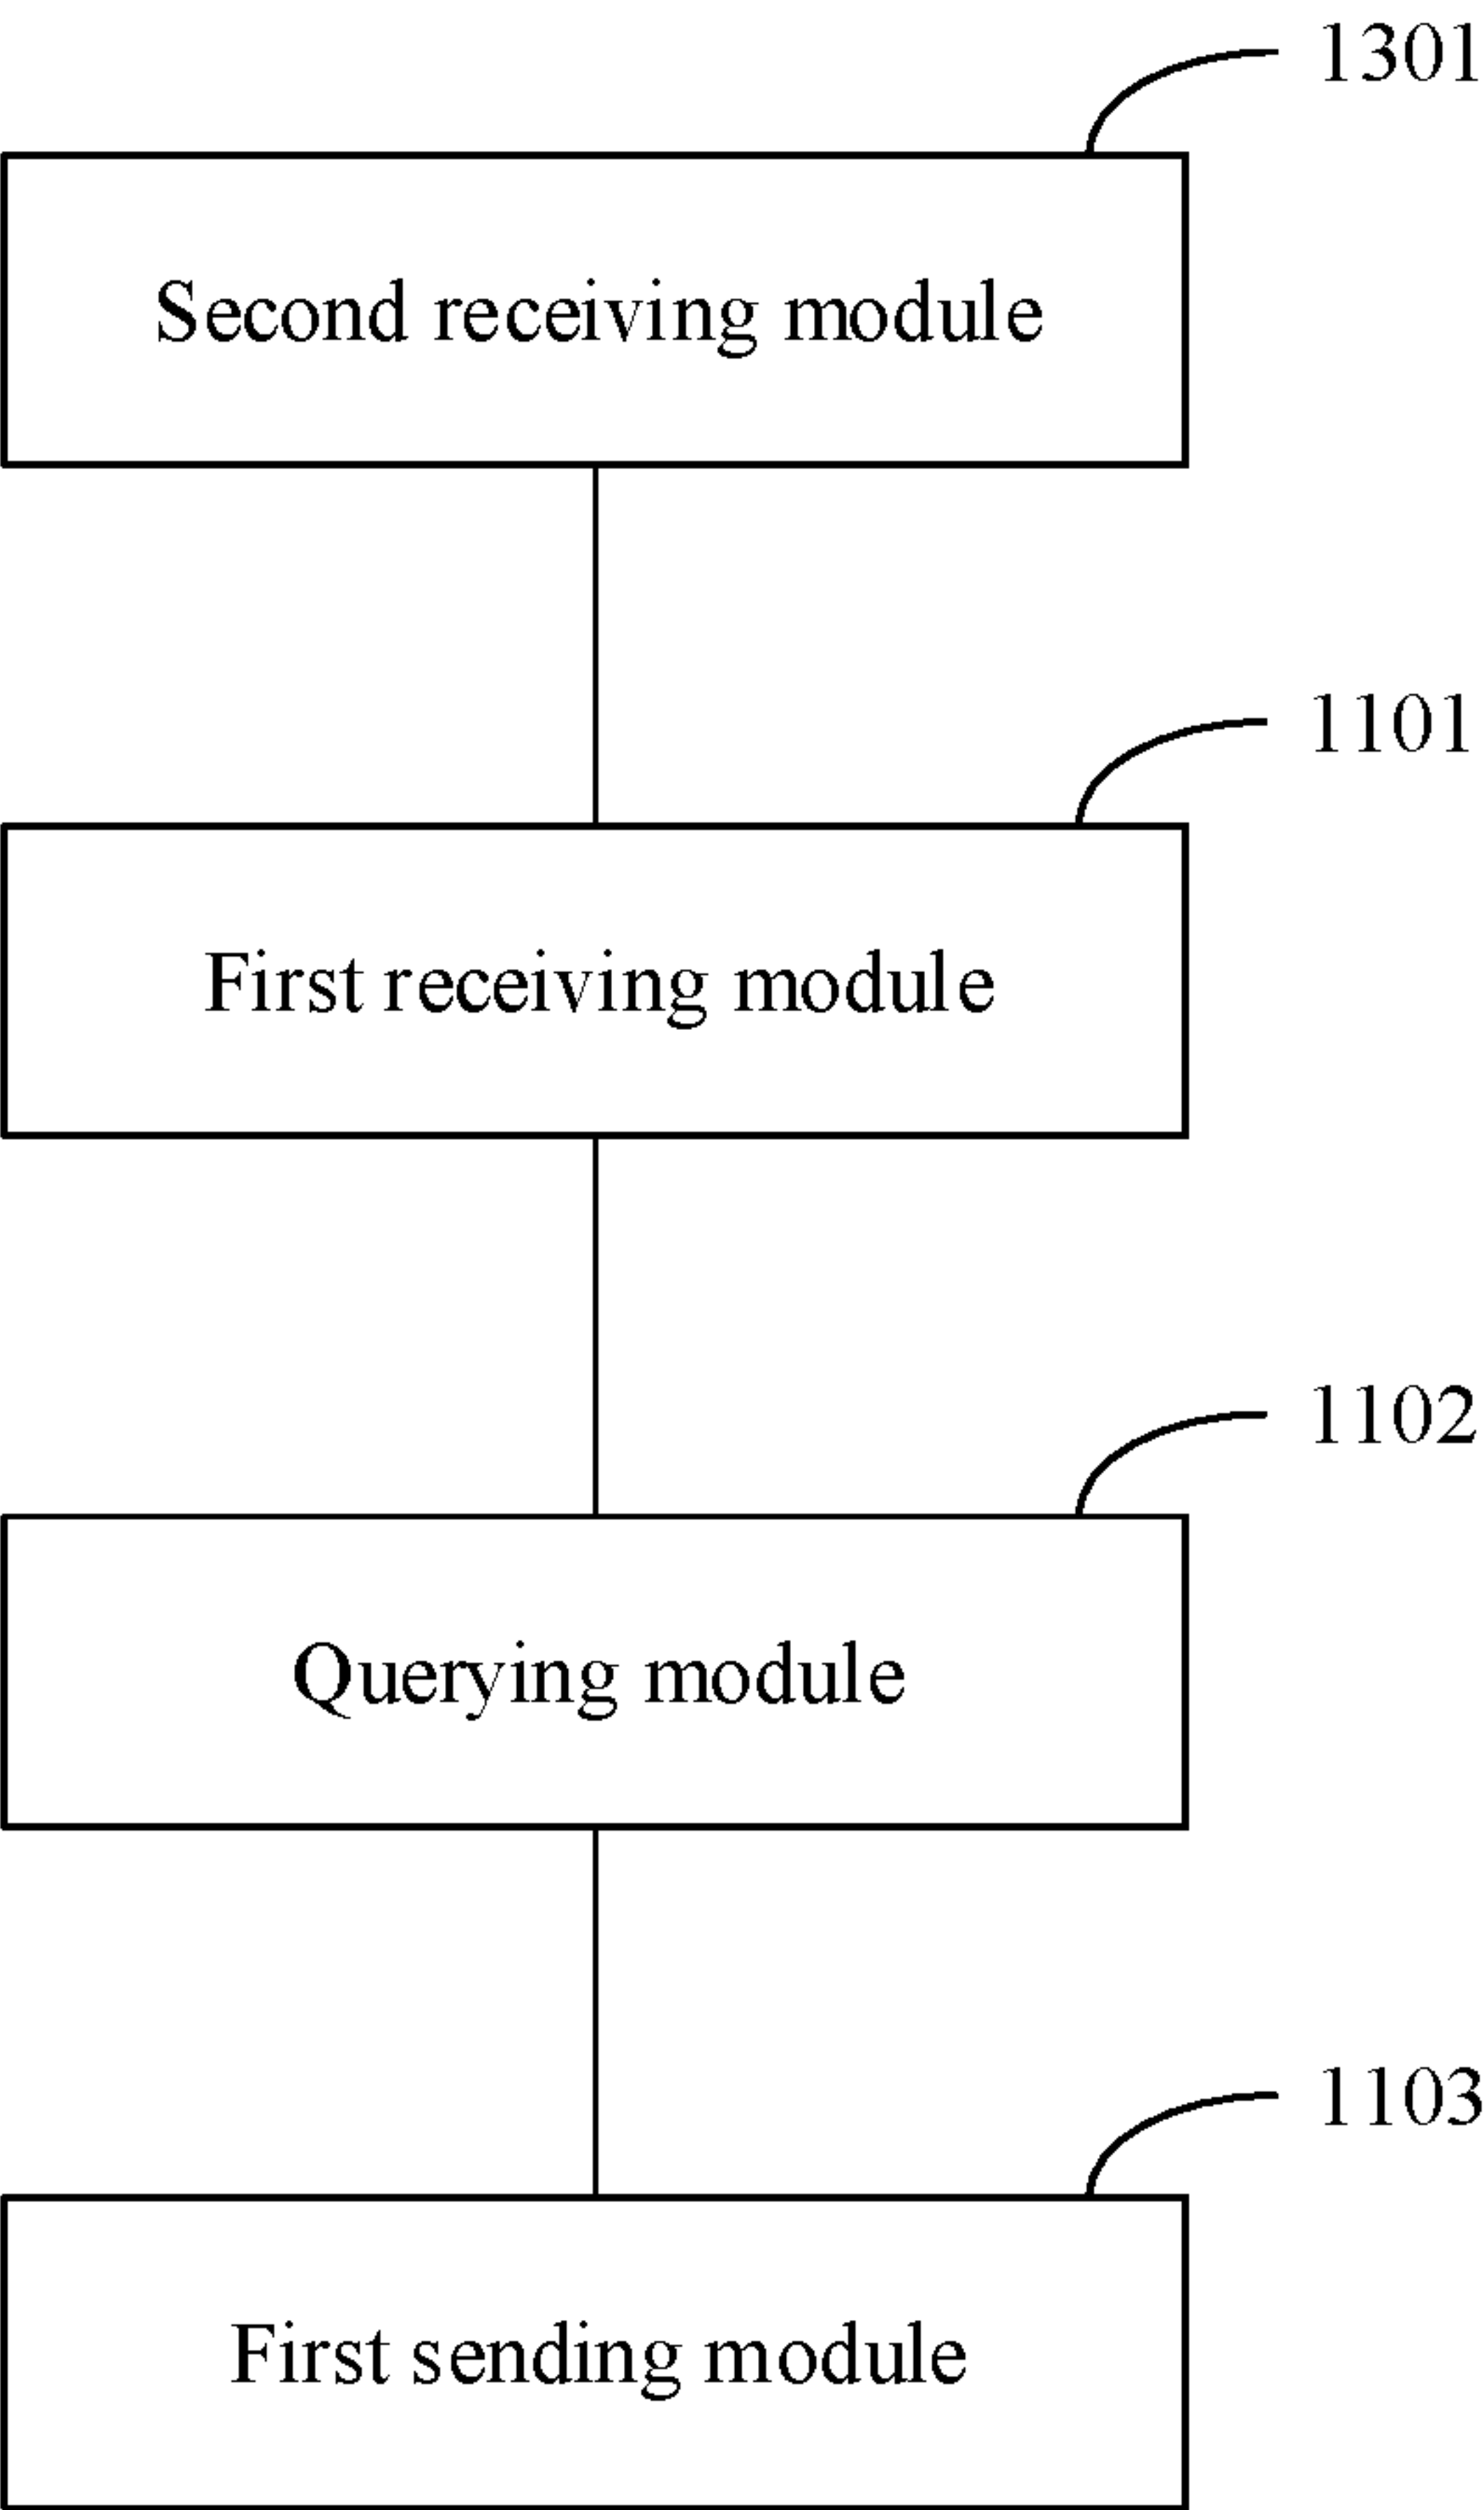 1301
Second receiving module
1101
First receiving module
1102
Querying module
1103
First sending module